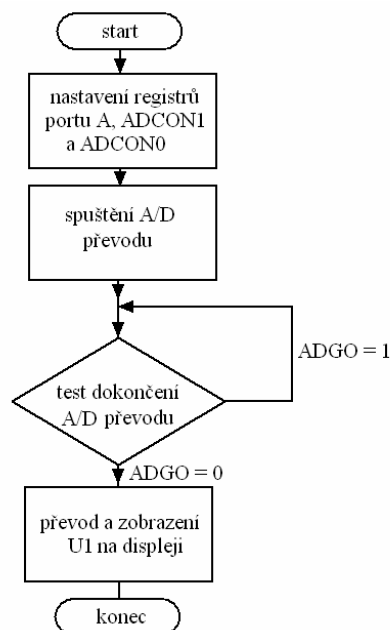 start
nastavení registrů
portu A, ADCON1
a ADCON0
spuštění A/D
převodu
ADGO = 1
test dokončení
A/D převodu
ADGO = 0
převod a zobrazení
U1 na displeji
konec